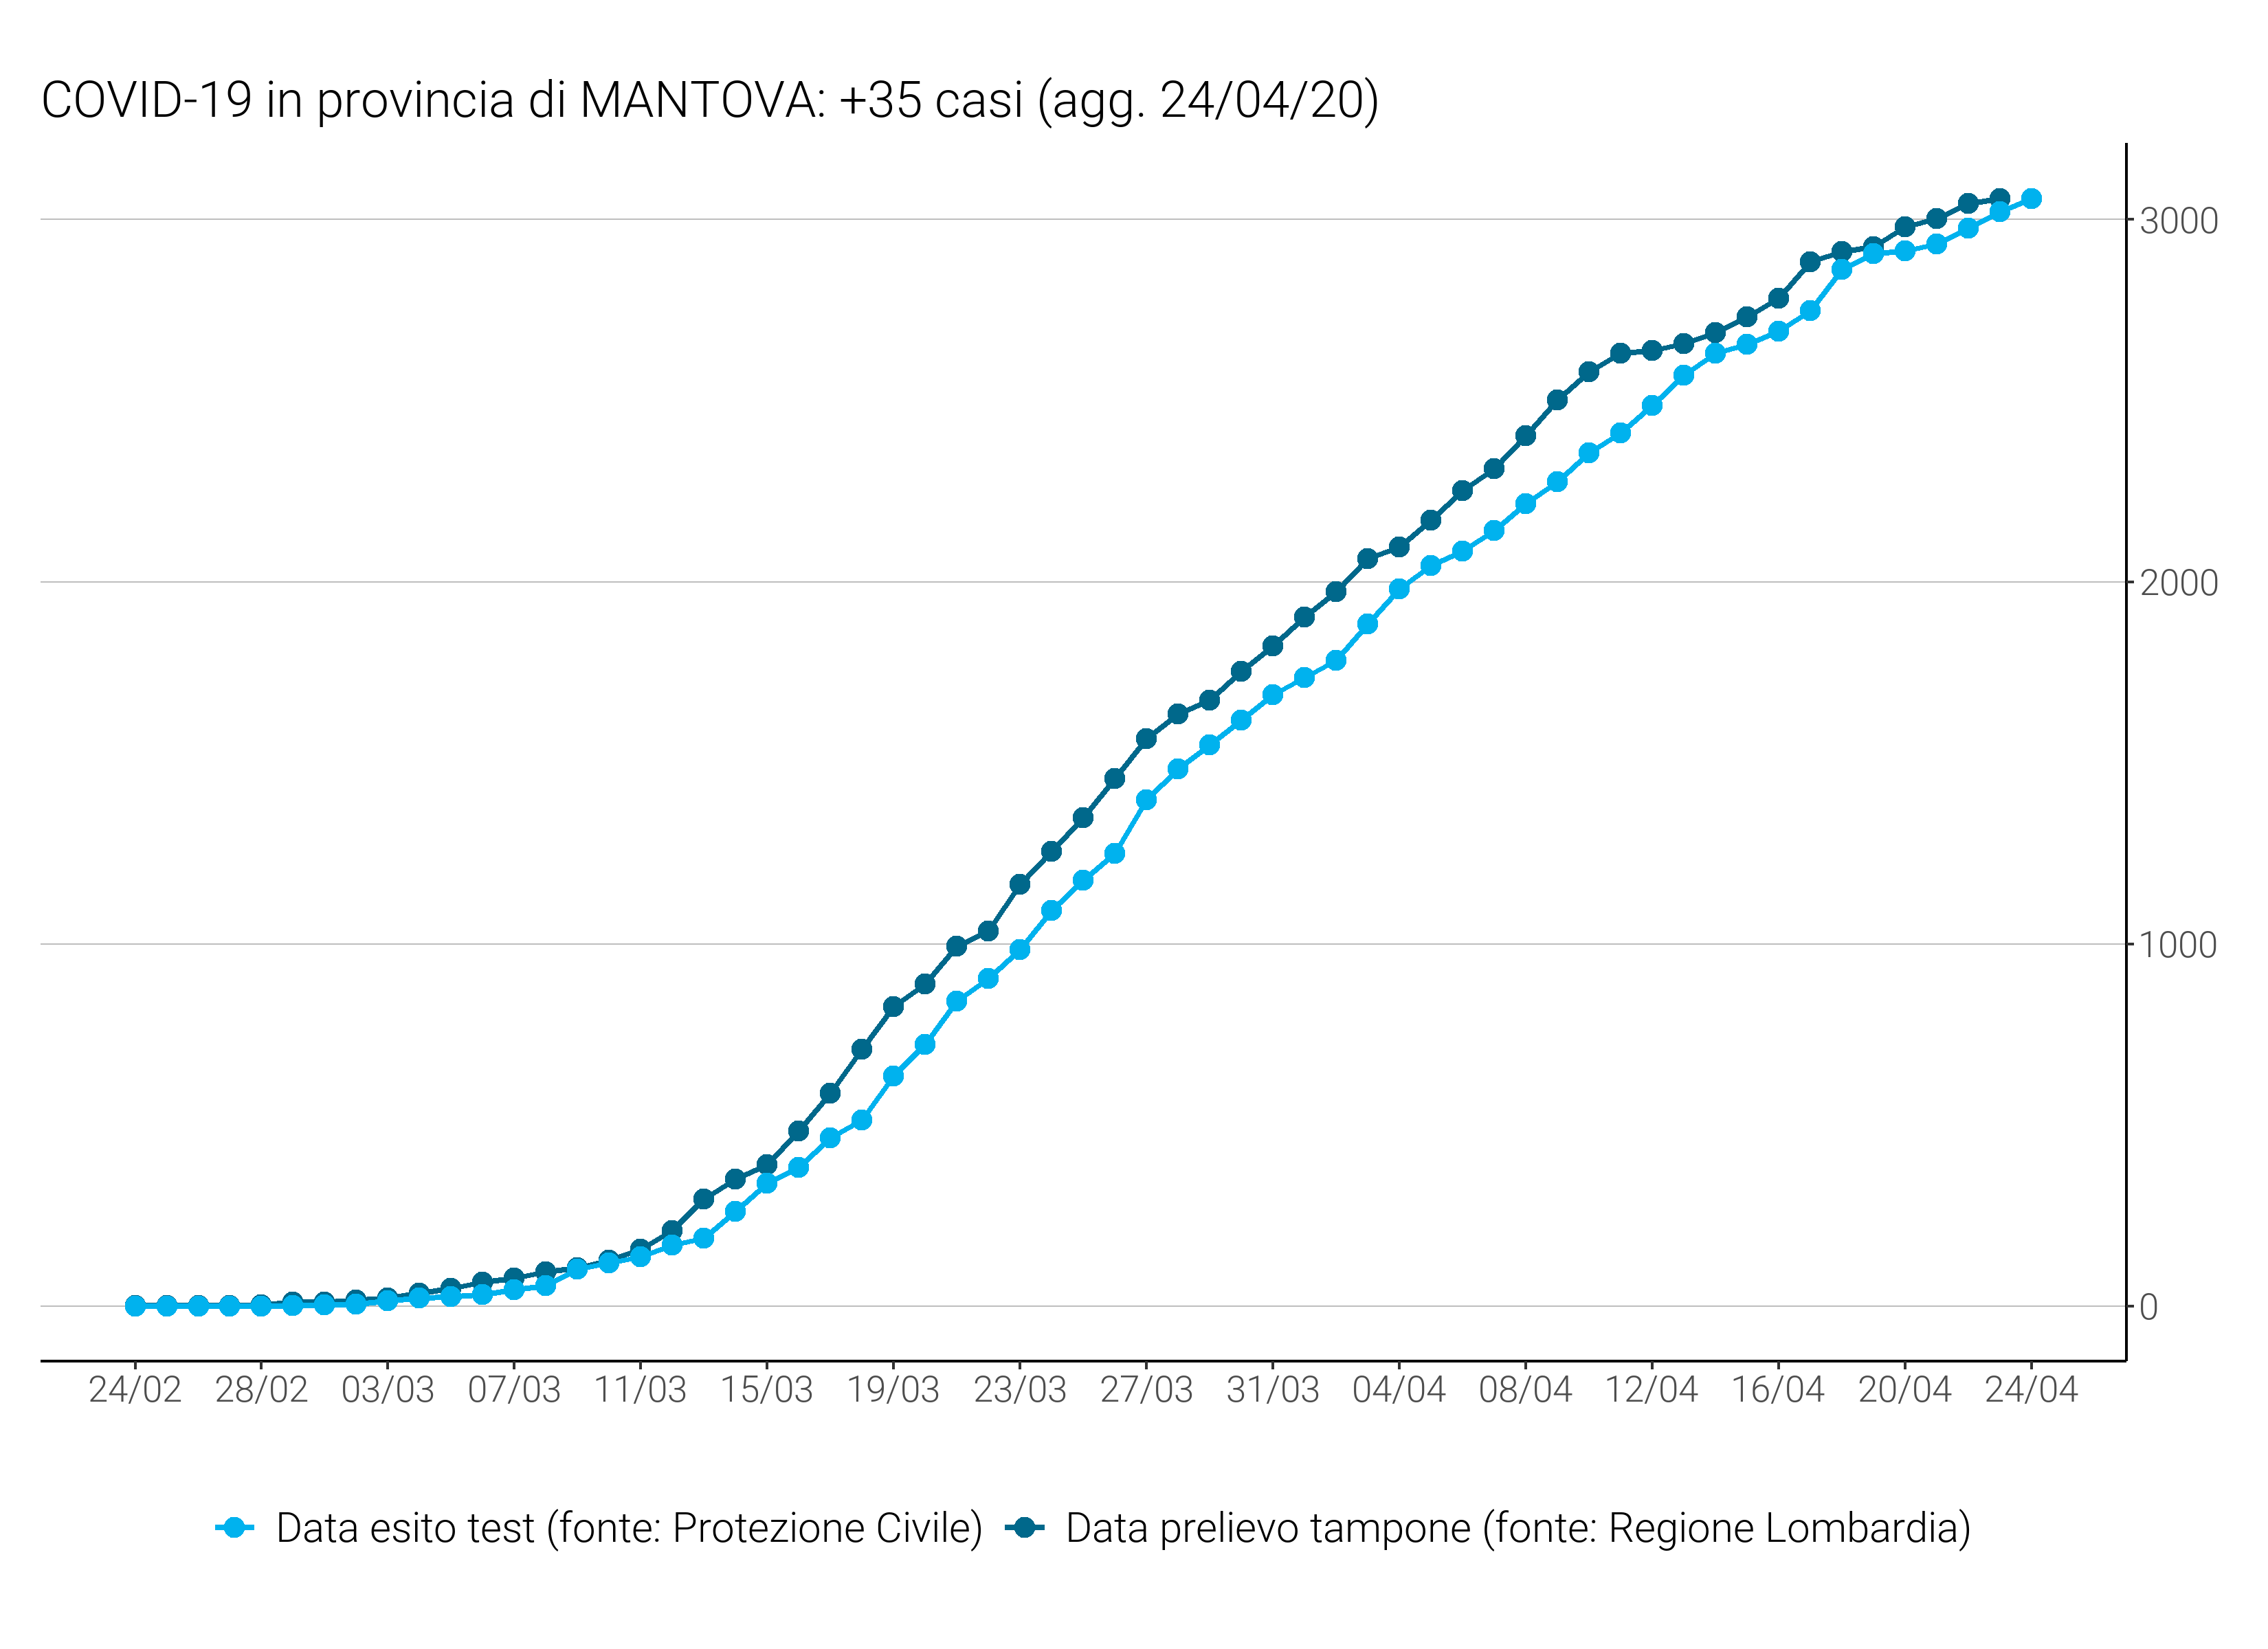 COVID-19 in provincia di MANTOVA: +35 casi (agg. 24/04/20)
3000
2000
1000
0
24/02 28/02 03/03 07/03 11/03 15/03 19/03 23/03 27/03 31/03 04/04 08/04 12/04 16/04 20/04 24/04
Data esito test (fonte: Protezione Civile) Data prelievo tampone (fonte: Regione Lombardia)